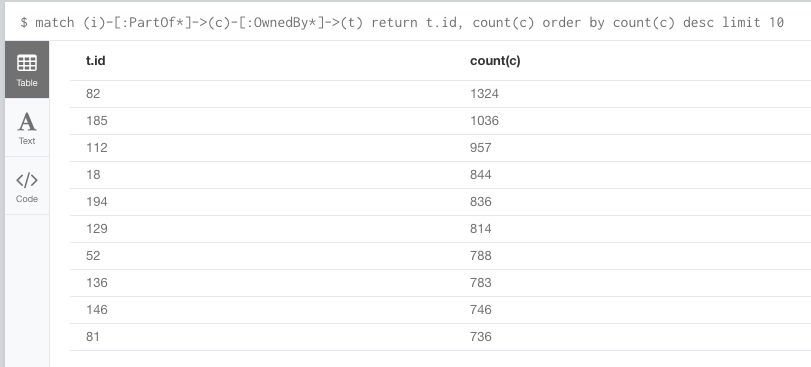 $ match (i)-[:PartOf*]->(c)-[:OwnedBy*]->(t) return t.id, count(c) order by count(c) desc limit 10
Table
A
Text
</>
Code
t.id count(c)
82 1324
185 1036
112 957
18 844
194 836
129 814
52 788
136 783
146 746
81 736